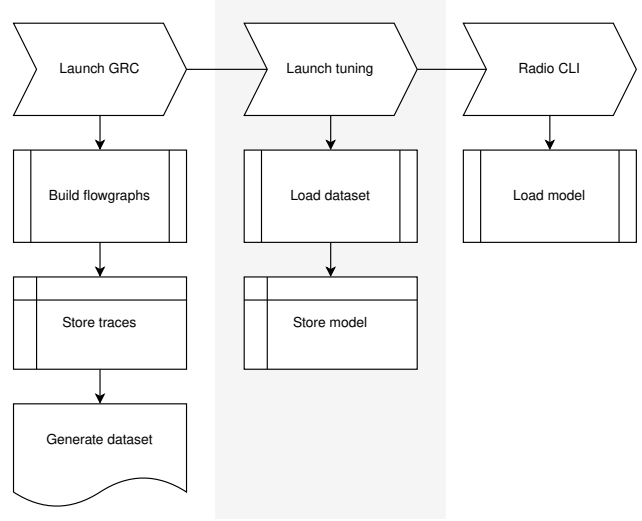 Launch GRC
Launch tuning
Radio CLI
Build flowgraphs
Load dataset
Load model
Store traces
Store model
Generate dataset